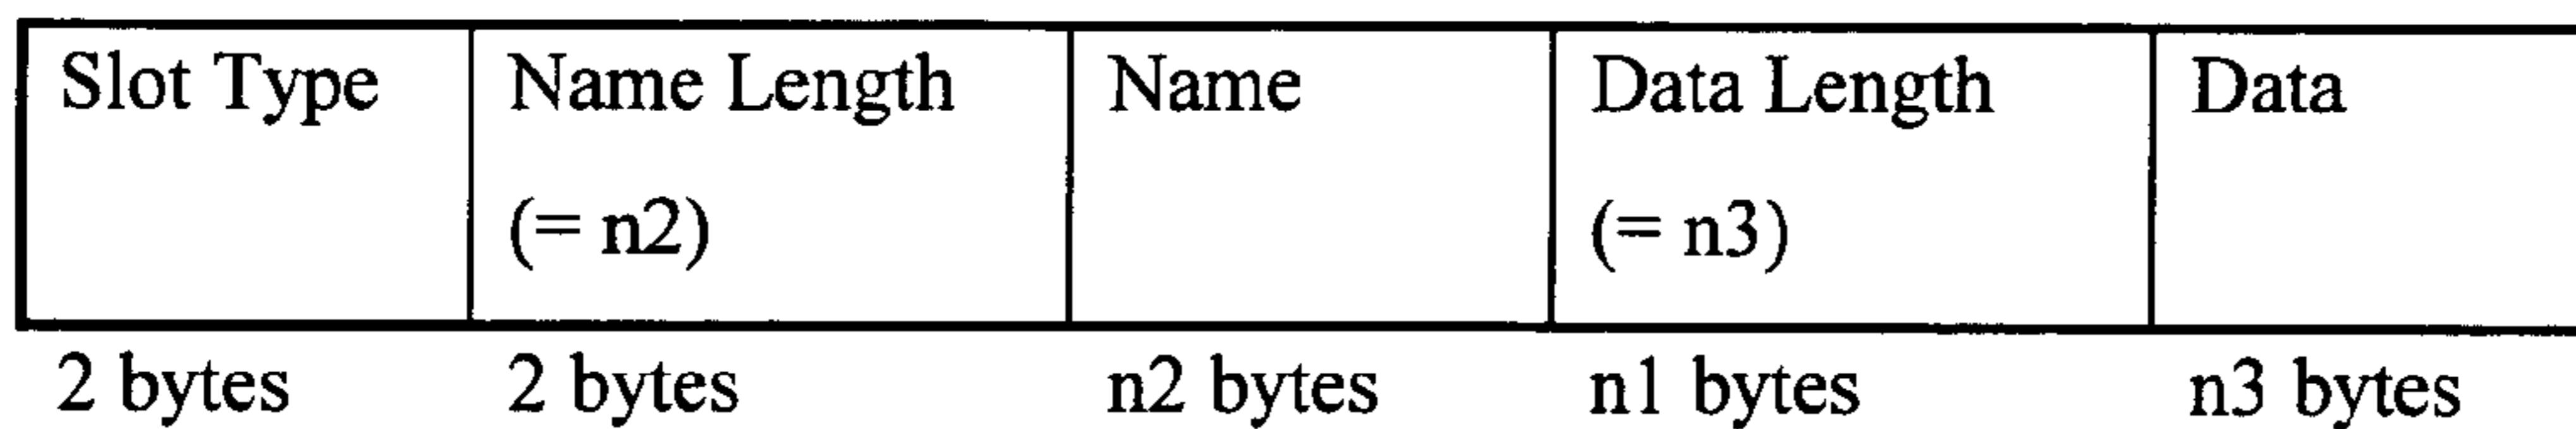 Slot Type Name Length Name Data Length Data
(= n2) (= n3)
2 bytes 2 bytes n2 bytes n1 bytes n3 bytes